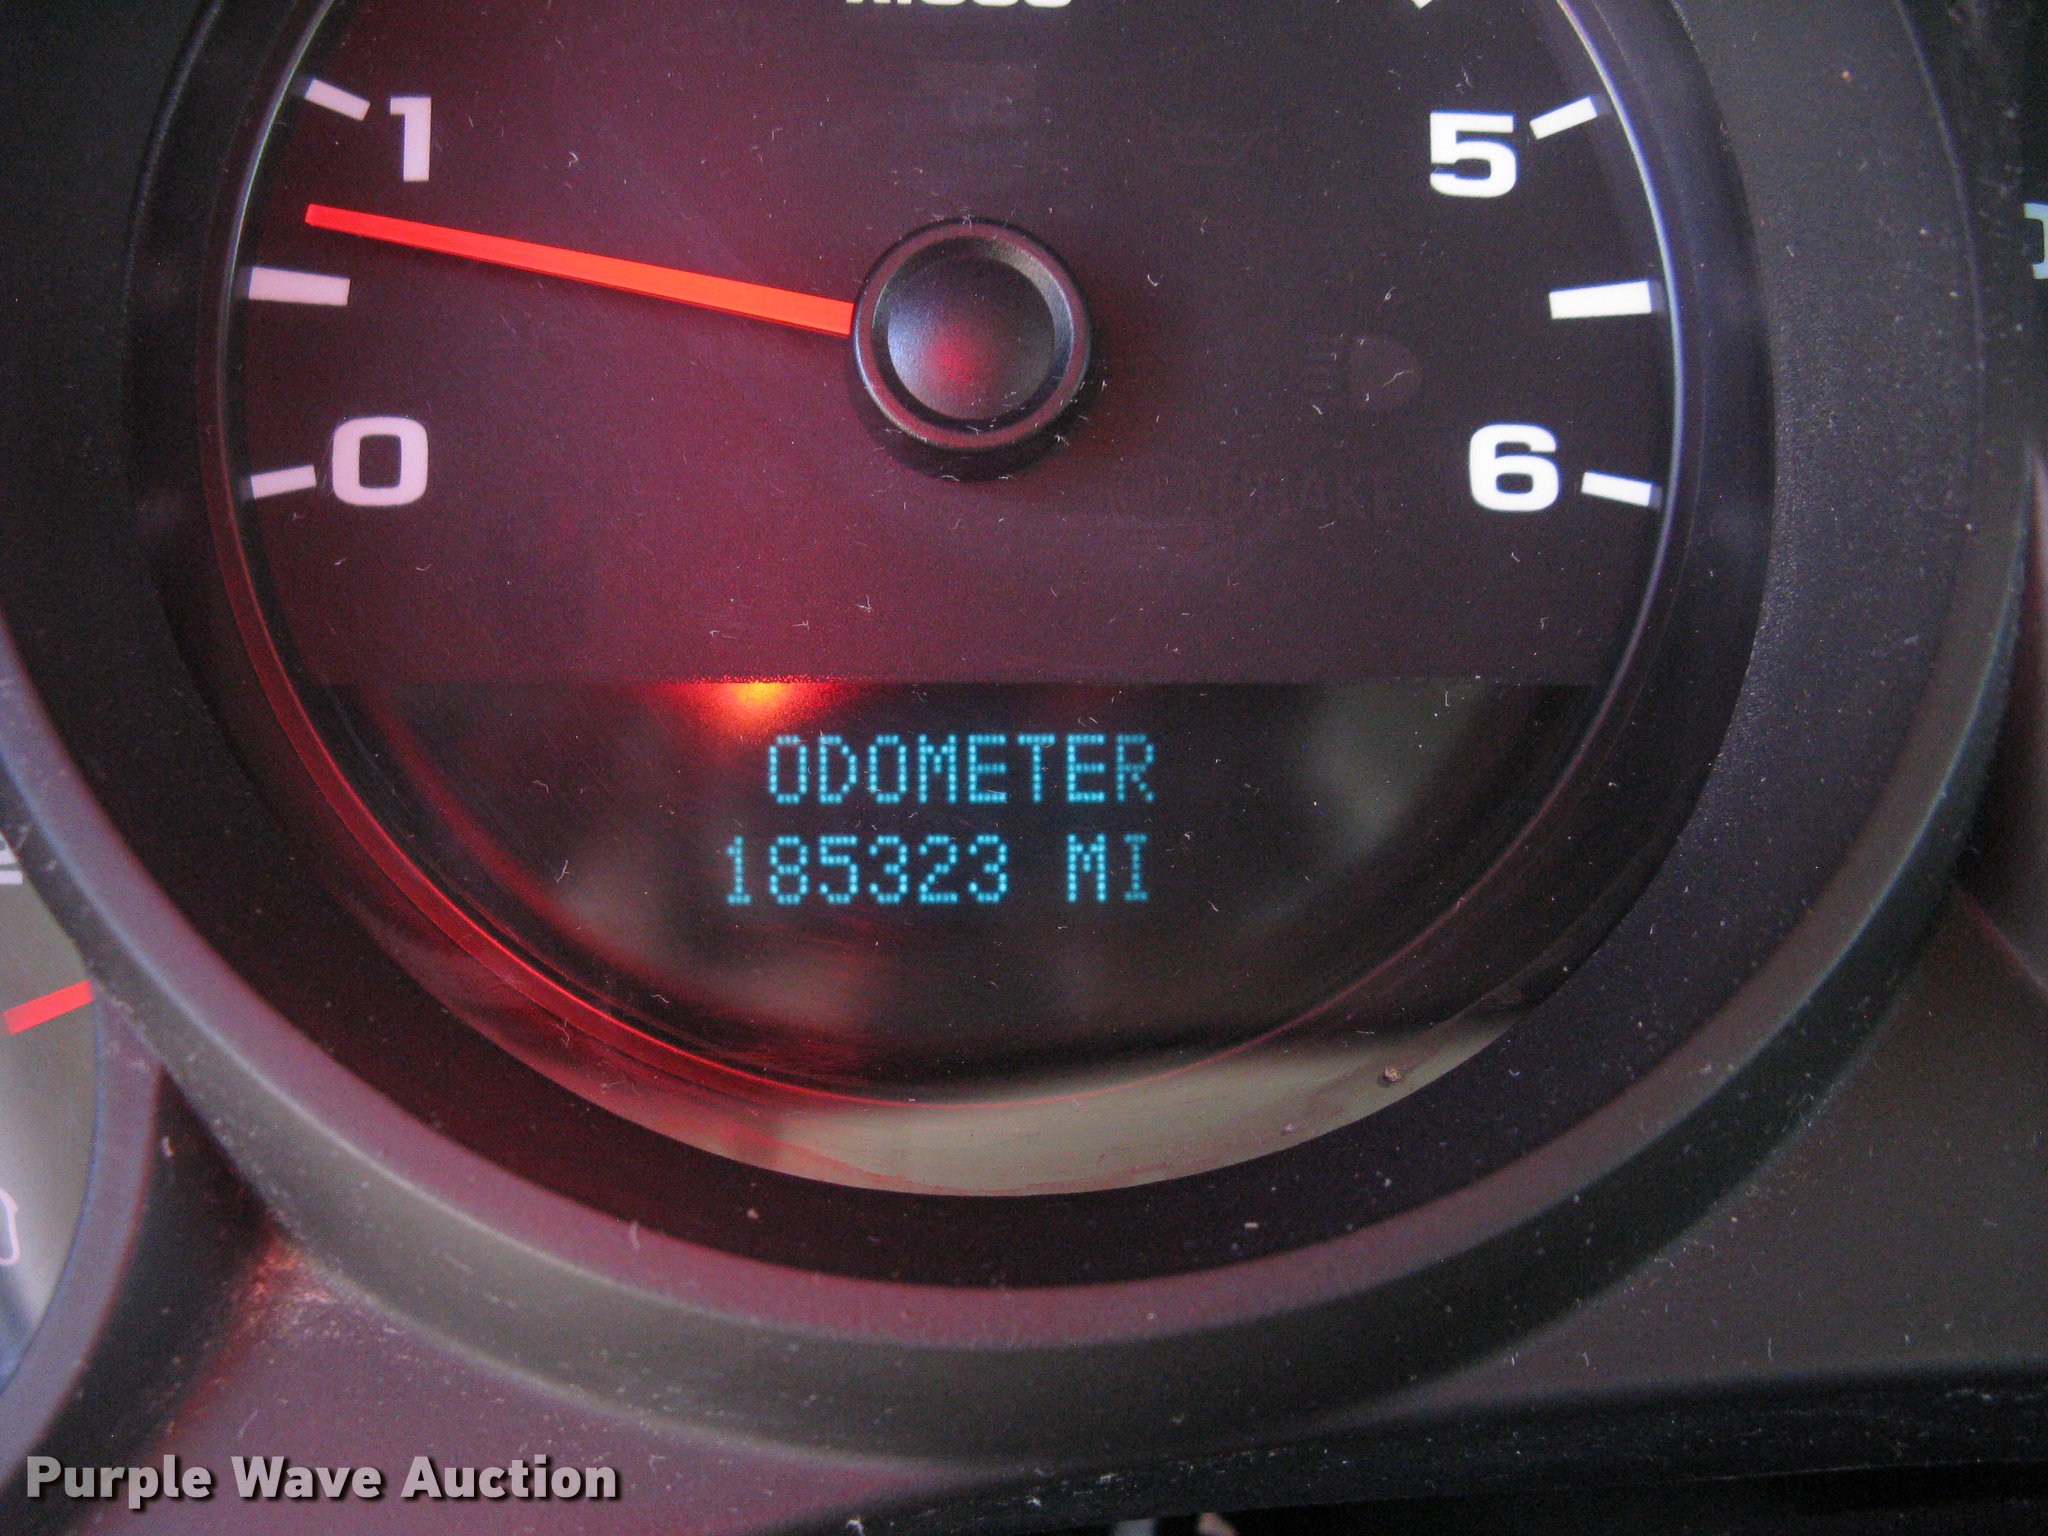 1
5
0
6
ODOMETER
185323 MI
Purple Wave Auction